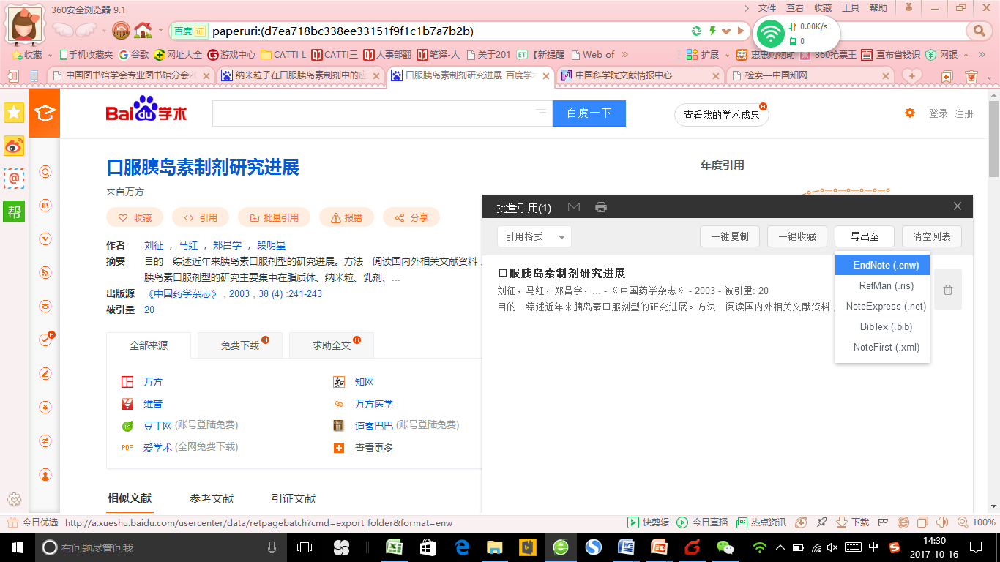 360安全浏览器 9.1
文件 查看 收藏 工具 帮助
百度 证 paperuri:(d7ea718bc338ee33151f9f1c1b7a7b2b)
0.00K/s
0
收藏 手机收藏夹 谷歌 网址大全 游戏中心 CATTI L CATTI三 人事部翻 笔译-人 关于201 【新提醒 Web of » 扩展 惠惠购物助 360抢票王 直布省钱识 网银 »
中国图书馆学会专业图书馆分会20 纳米粒子在口服胰岛素制剂中的应 口服胰岛素制剂研究进展_百度学术 中国科学院文献情报中心 检索—中国知网
Bai du 学术
百度一下
查看我的学术成果
H
登录 注册
帮
口服胰岛素制剂研究进展
年度引用
来自万方
收藏 引用 批量引用 报错 分享
作者 刘征 , 马红 , 郑昌学 , 段明星
摘要 目的 综述近年来胰岛素口服剂型的研究进展。方法 阅读国内外相关文献资料，
胰岛素口服剂型的研究主要集中在脂质体、纳米粒、乳剂、...
出版源 《中国药学杂志》 , 2003 , 38 (4) :241-243
被引量 20
全部来源 免费下载 H 求助全文 H
万方 知网
维普 万方医学
豆丁网 (账号登陆免费) 道客巴巴 (账号登陆免费)
PDF 爱学术 (全网免费下载) 查看更多
相似文献 参考文献 引证文献
批量引用(1)
引用格式 一键复制 一键收藏 导出至 清空列表
EndNote (.enw)
RefMan (.ris)
NoteExpress (.net)
BibTex (.bib)
NoteFirst (.xml)
口服胰岛素制剂研究进展
刘征，马红，郑昌学，... -《中国药学杂志》- 2003 - 被引量: 20
目的 综述近年来胰岛素口服剂型的研究进展。方法 阅读国内外相关文献资料，
今日优选 http://a.xueshu.baidu.com/usercenter/data/retpagebatch?cmd=export_folder&format=enw
快剪辑 今日直播 热点资讯 下载 100%
有问题尽管问我
中
14:30
2017-10-16